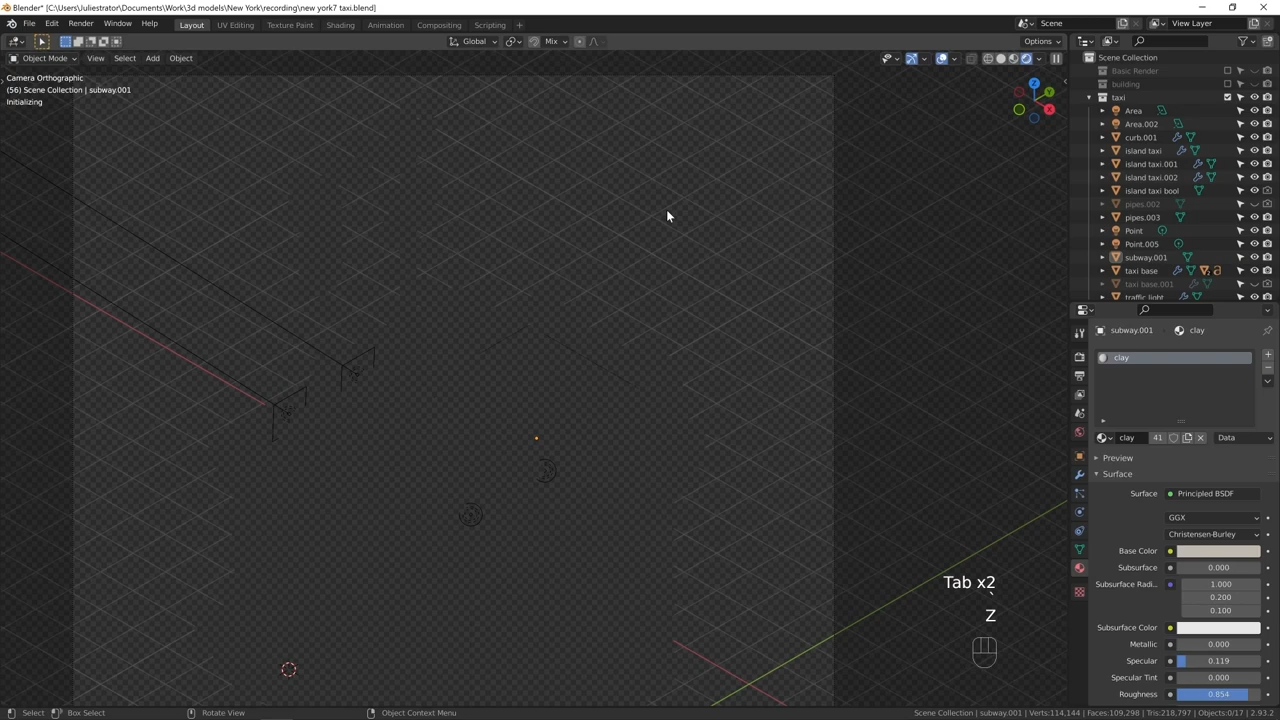 Blender* [C:\Users\Juliestrator\Documents\Work\3d models\New York\recording\new york7 taxi.blend]
File Edit Render Window Help Layout UV Editing Texture Paint Shading Animation Compositing Scripting Scene View Layer
Global Mix Options
Object Mode View Select Add Object
Camera Orthographic
(56) Scene Collection | subway.001
Initializing
Z
Y
X
Scene Collection
Basic Render
building
taxi
Area
Area.002
curb.001
island taxi
island taxi.001
island taxi.002
island taxi bool
pipes.002
pipes.003
Point
Point.005
subway.001
taxi base
taxi base.001
traffic light
subway.001 clay
clay
clay 41 Data
Preview
Surface
Surface Principled BSDF
GGX
Christensen-Burley
Base Color
Subsurface 0.000
Subsurface Radi.. 1.000
0.200
0.100
Subsurface Color
Metallic 0.000
Specular 0.119
Specular Tint 0.000
Roughness 0.854
Tab x2
`
Z
Select Box Select Rotate View Object Context Menu Scene Collection | subway.001 | Verts:114,144 | Faces:109,298 | Tris:218,797 | Objects:0/17 | 2.93.2